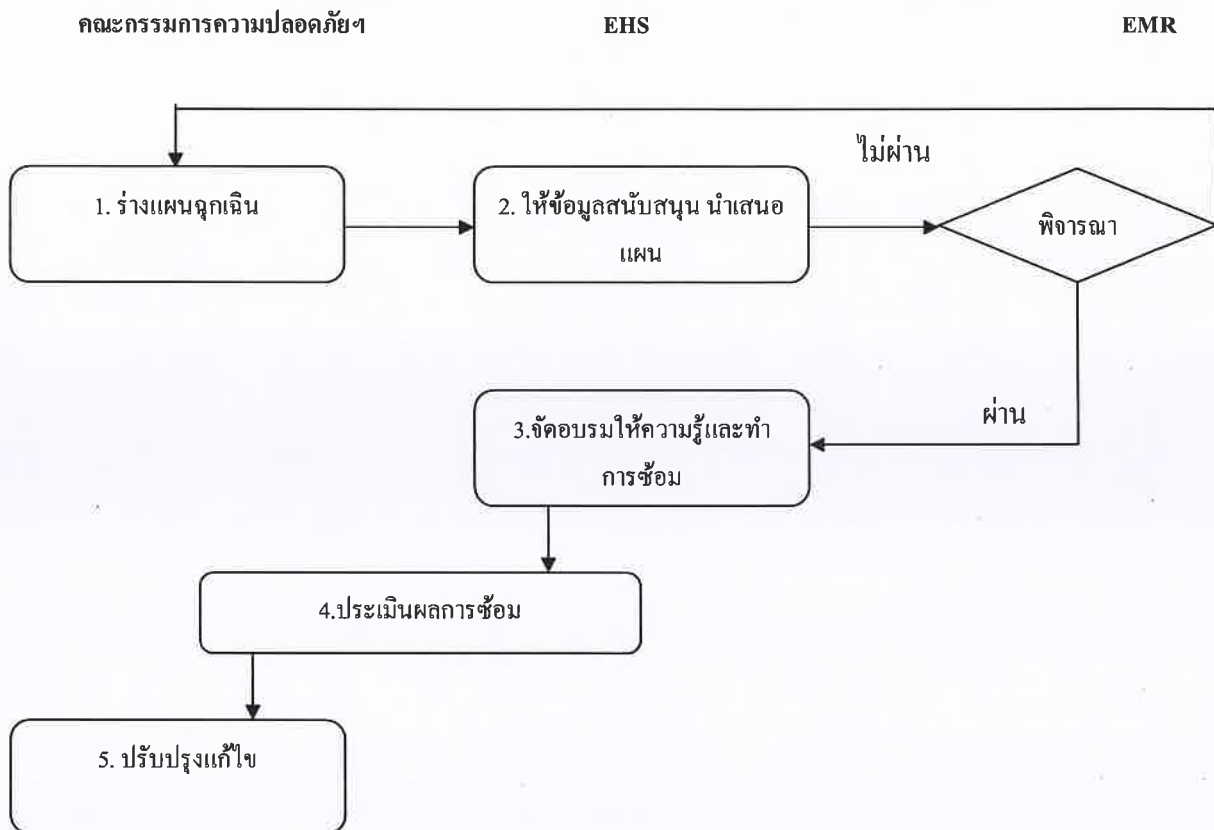 คณะกรรมการความปลอดภัยฯ EHS EMR
ไม่ผ่าน
1. ร่างแผนฉุกเฉิน
2. ให้ข้อมูลสนับสนุน นำเสนอ
แผน
พิจารณา
ผ่าน
3.จัดอบรมให้ความรู้และทำ
การซ้อม
4.ประเมินผลการซ้อม
5. ปรับปรุงแก้ไข